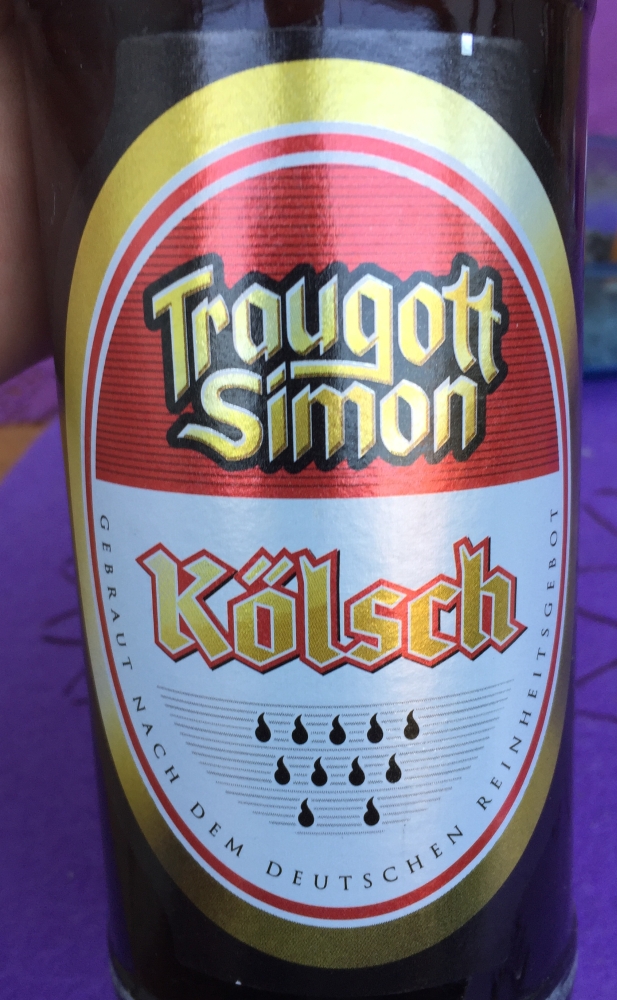 Traugott
Simon
Kölsch
GEBRAUT NACH DEM DEUTSCHEN REINHEITSGEBOT